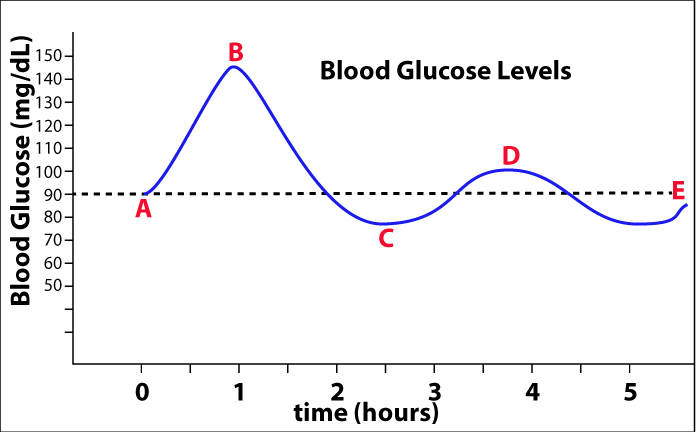 Blood Glucose Levels
Blood Glucose (mg/dL)
150
140
130
120
110
100
90
80
70
60
50
A
B
C
D
E
0 1 2 3 4 5
time (hours)